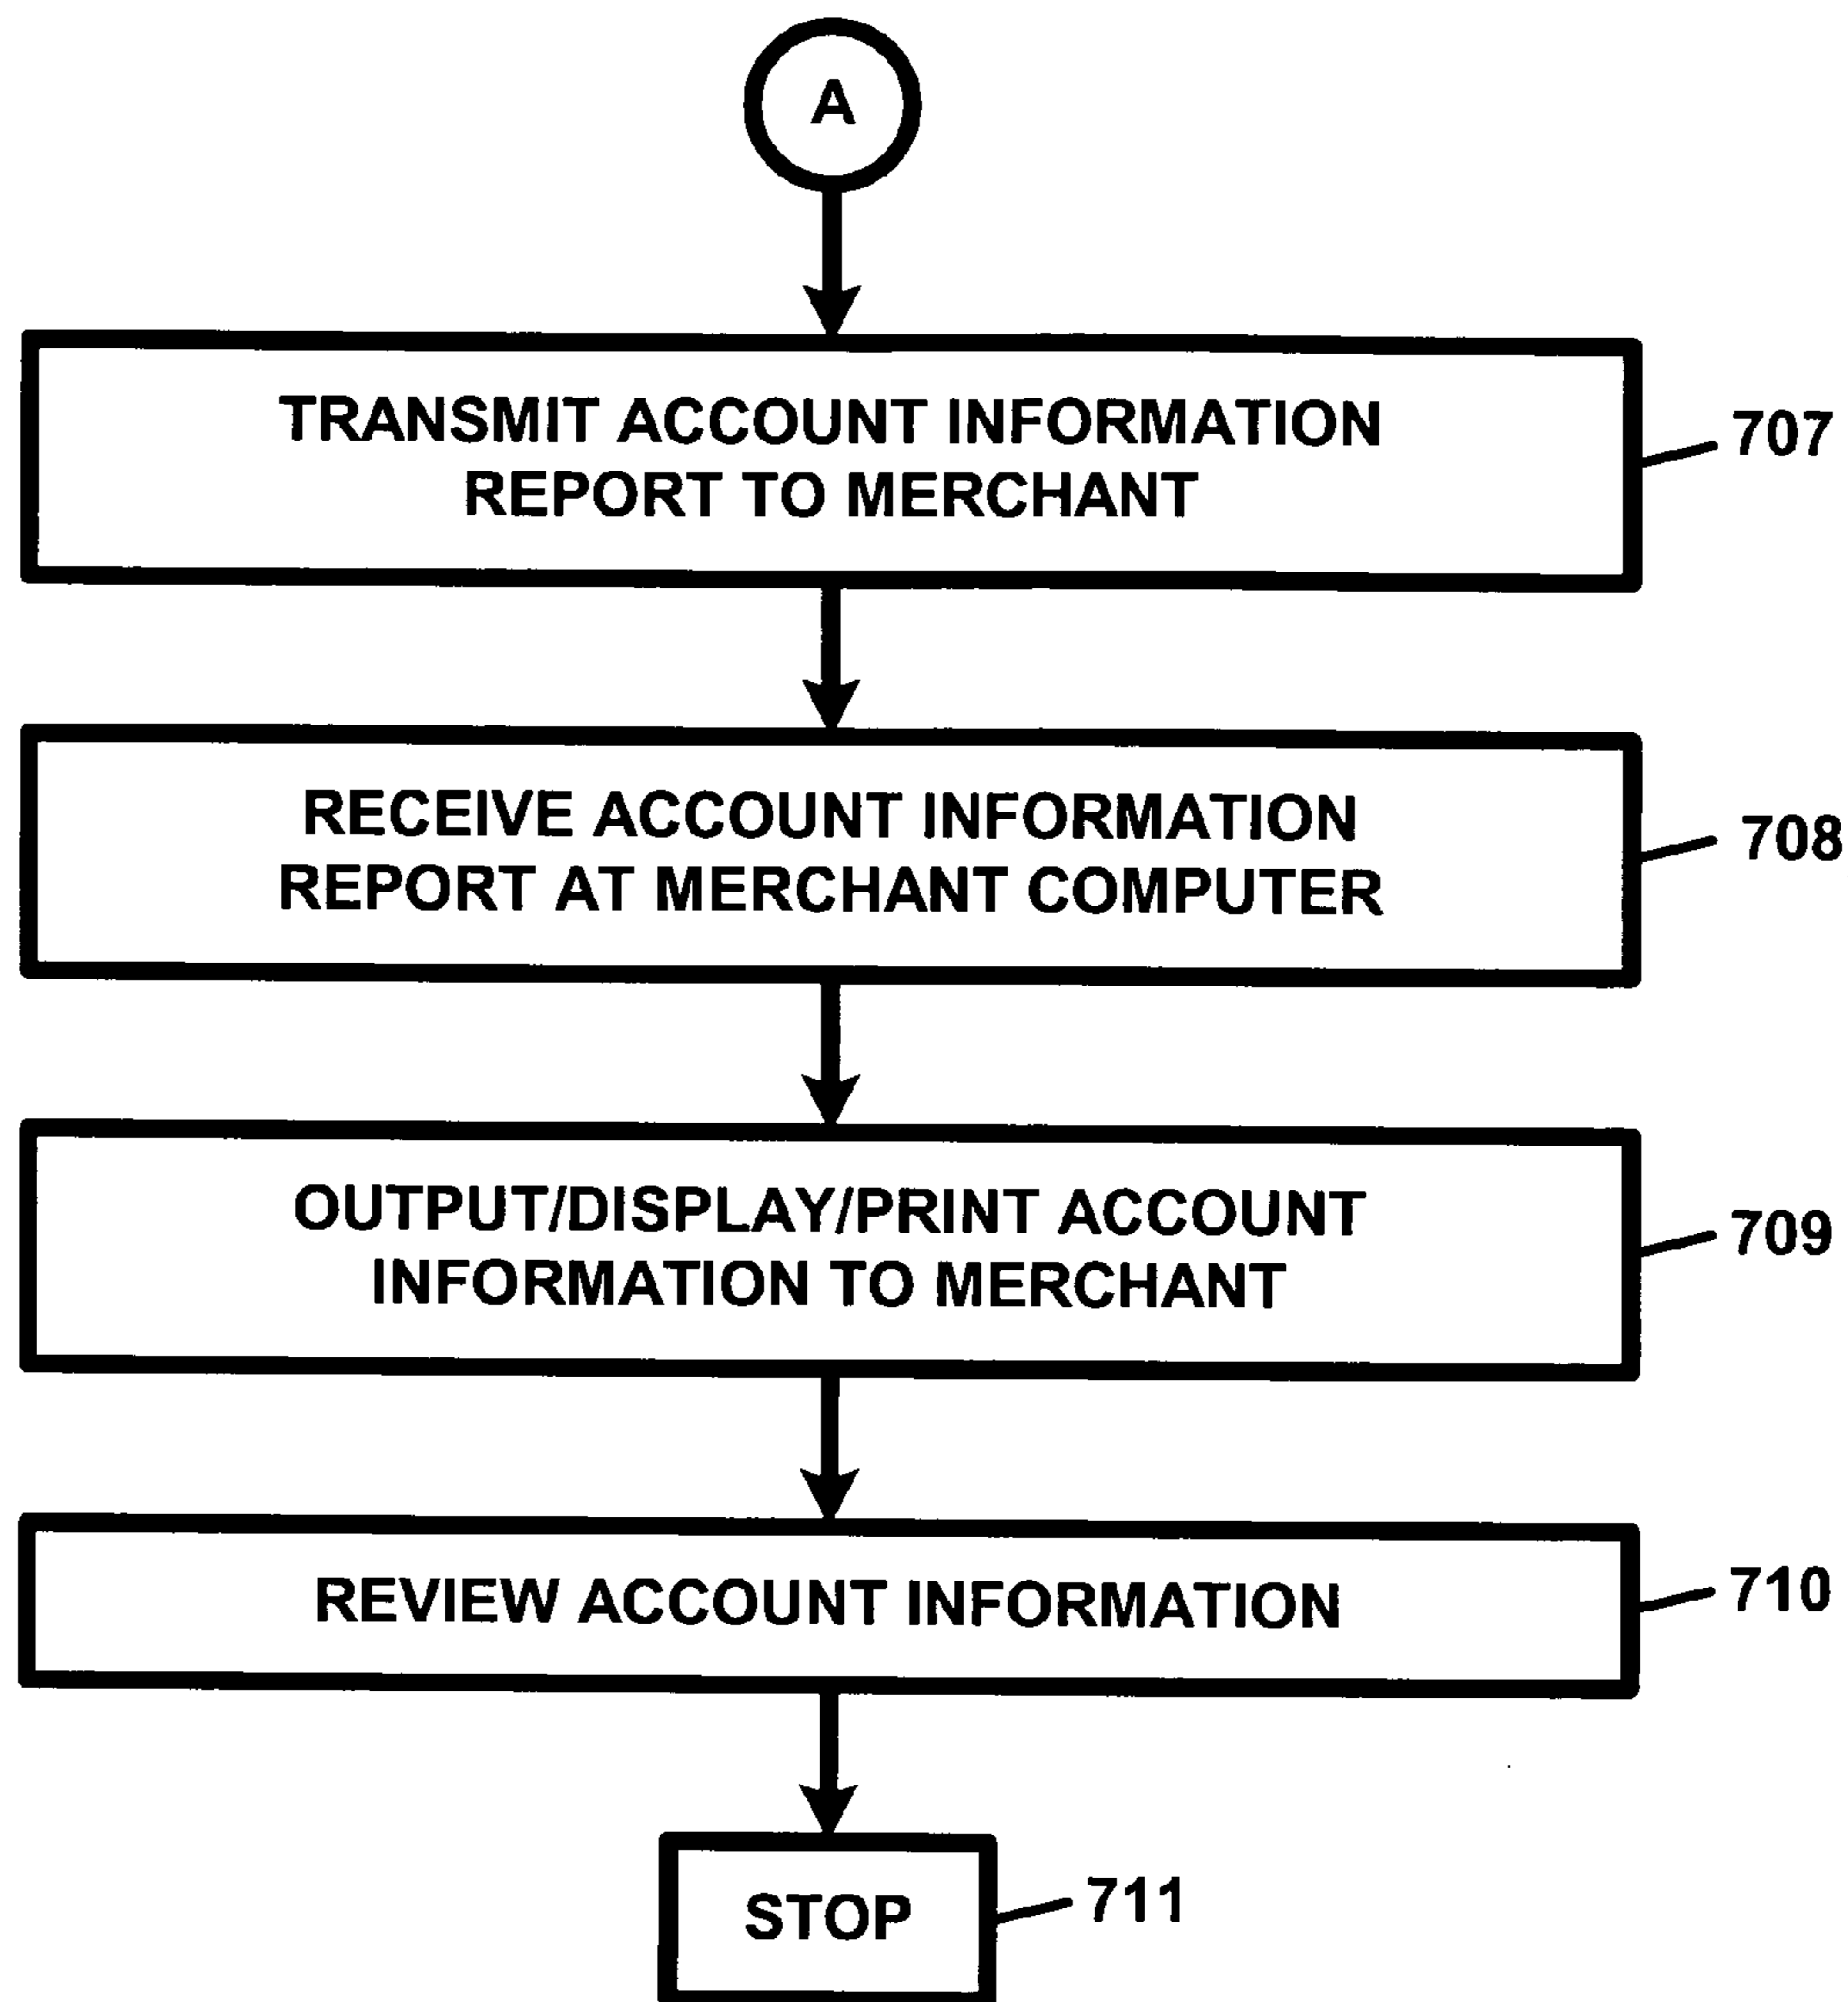 A
TRANSMIT ACCOUNT INFORMATION
REPORT TO MERCHANT
707
RECEIVE ACCOUNT INFORMATION
REPORT AT MERCHANT COMPUTER
708
OUTPUT/DISPLAY/PRINT ACCOUNT
INFORMATION TO MERCHANT
709
REVIEW ACCOUNT INFORMATION
710
STOP
711